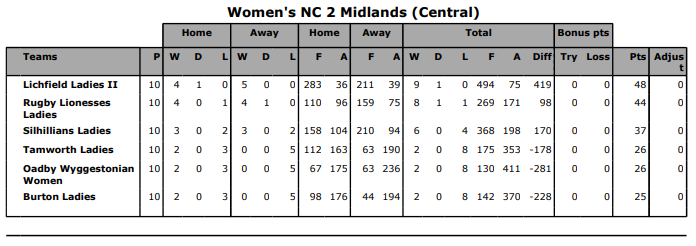 Women's NC 2 Midlands (Central)
Home Away Home Away Total Bonus pts
Teams P W D L W D L F A F A W D L F A Diff Try Loss Pts Adjus
t
Lichfield Ladies II 10 4 1 0 5 0 0 283 36 211 39 9 1 0 494 75 419 0 0 48 0
Rugby Lionesses 10 4 0 1 4 1 0 110 96 159 75 8 1 1 269 171 98 0 0 44 0
Ladies
Silhillians Ladies 10 3 0 2 3 0 2 158 104 210 94 6 0 4 368 198 170 0 0 37 0
Tamworth Ladies 10 2 0 3 0 0 5 112 163 63 190 2 0 8 175 353 -178 0 0 26 0
Oadby Wyggestonian 10 2 0 3 0 0 5 67 175 63 236 2 0 8 130 411 -281 0 0 26 0
Women
Burton Ladies 10 2 0 3 0 0 5 98 176 44 194 2 0 8 142 370 -228 0 0 25 0